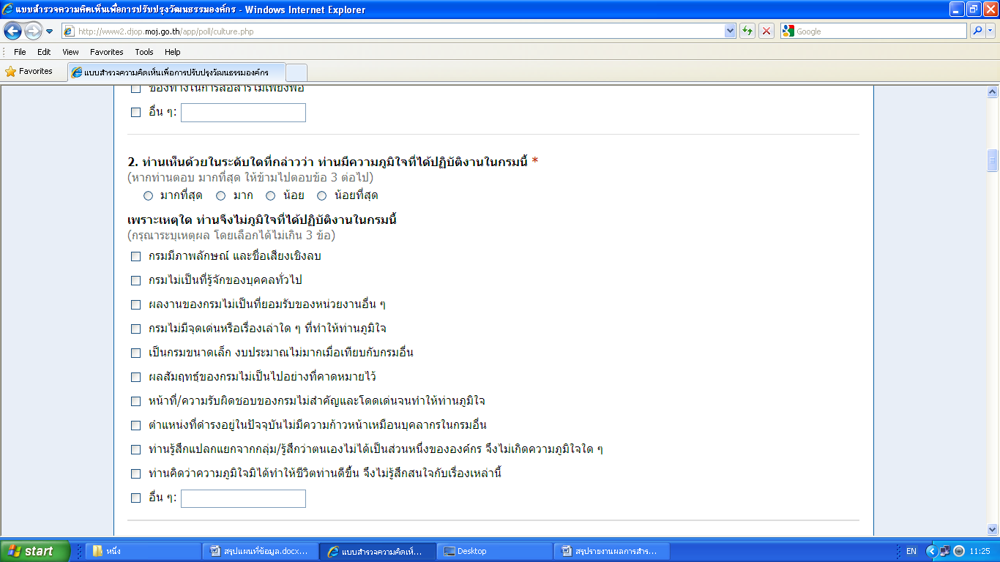 แบบสำรวจความคิดเห็นเพื่อการปรับปรุงวัฒนธรรมองค์กร - Windows Internet Explorer
http://www2.djop.moj.go.th/app/poll/culture.php
Google
File Edit View Favorites Tools Help
Favorites
แบบสำรวจความคิดเห็นเพื่อการปรับปรุงวัฒนธรรมองค์กร
ช่องทางในการสื่อสารไม่เพียงพอ
อื่น ๆ:
2. ท่านเห็นด้วยในระดับใดที่กล่าวว่า ท่านมีความภูมิใจที่ได้ปฏิบัติงานในกรมนี้ *
(หากท่านตอบ มากที่สุด ให้ข้ามไปตอบข้อ 3 ต่อไป)
มากที่สุด มาก น้อย น้อยที่สุด
เพราะเหตุใด ท่านจึงไม่ภูมิใจที่ได้ปฏิบัติงานในกรมนี้
(กรุณาระบุเหตุผล โดยเลือกได้ไม่เกิน 3 ข้อ)
กรมมีภาพลักษณ์ และชื่อเสียงเชิงลบ
กรมไม่เป็นที่รู้จักของบุคคลทั่วไป
ผลงานของกรมไม่เป็นที่ยอมรับของหน่วยงานอื่น ๆ
กรมไม่มีจุดเด่นหรือเรื่องเล่าใด ๆ ที่ทำให้ท่านภูมิใจ
เป็นกรมขนาดเล็ก งบประมาณไม่มากเมื่อเทียบกับกรมอื่น
ผลสัมฤทธุ์ของกรมไม่เป็นไปอย่างที่คาดหมายไว้
หน้าที่/ความรับผิดชอบของกรมไม่สำคัญและโดดเด่นจนทำให้ท่านภูมิใจ
ตำแหน่งที่ดำรงอยู่ในปัจจุบันไม่มีความก้าวหน้าเหมือนบุคลากรในกรมอื่น
ท่านรู้สึกแปลกแยกจากกลุ่ม/รู้สึกว่าตนเองไม่ได้เป็นส่วนหนึ่งขององค์กร จึงไม่เกิดความภูมิใจใด ๆ
ท่านคิดว่าความภูมิใจมิได้ทำให้ชีวิตท่านดีขึ้น จึงไม่รู้สึกสนใจกับเรื่องเหล่านี้
อื่น ๆ:
start หนึ่ง สรุปแผนที่ข้อมูล.docx... แบบสำรวจความคิดเห็... Desktop สรุปรายงานผลการสำร... EN 11:25